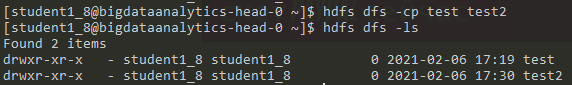 [student1_8@bigdataanalytics-head-0 ~]$ hdfs dfs -cp test test2
[student1_8@bigdataanalytics-head-0 ~]$ hdfs dfs -ls
Found 2 items
drwxr-xr-x   - student1_8 student1_8          0 2021-02-06 17:19 test
drwxr-xr-x   - student1_8 student1_8          0 2021-02-06 17:30 test2